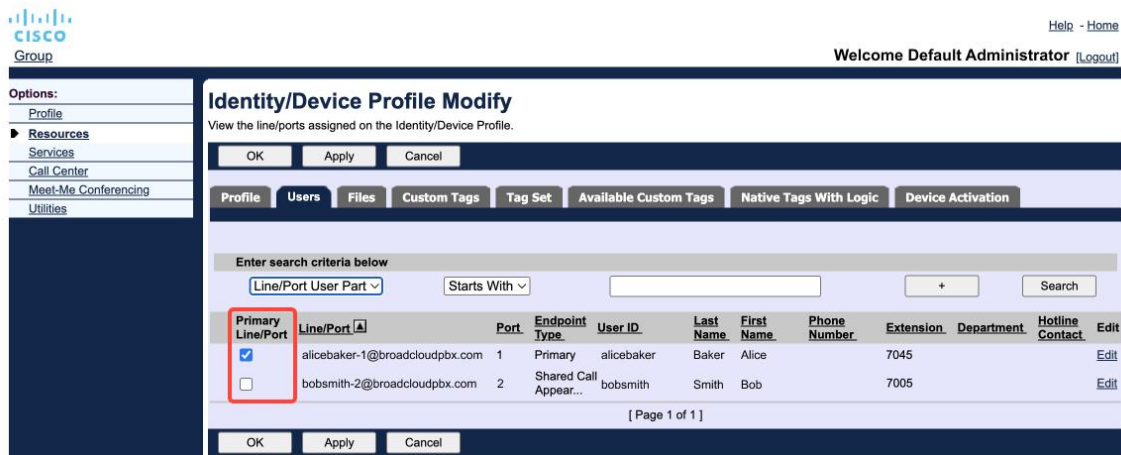 CISCO
Help - Home
Group
Welcome Default Administrator [Logout]
Options:
Profile
Resources
Services
Call Center
Meet-Me Conferencing
Utilities
Identity/Device Profile Modify
View the line/ports assigned on the Identity/Device Profile.
OK Apply Cancel
Profile Users Files Custom Tags Tag Set Available Custom Tags Native Tags With Logic Device Activation
Enter search criteria below
Line/Port User Part Starts With + Search
Primary Line/Port Line/Port Port Endpoint Type User ID Last Name First Name Phone Number Extension Department Hotline Contact Edit
alicebaker-1@broadcloudpbx.com 1 Primary alicebaker Baker Alice 7045 Edit
bobsmith-2@broadcloudpbx.com 2 Shared Call Appear... bobsmith Smith Bob 7005 Edit
[ Page 1 of 1 ]
OK Apply Cancel